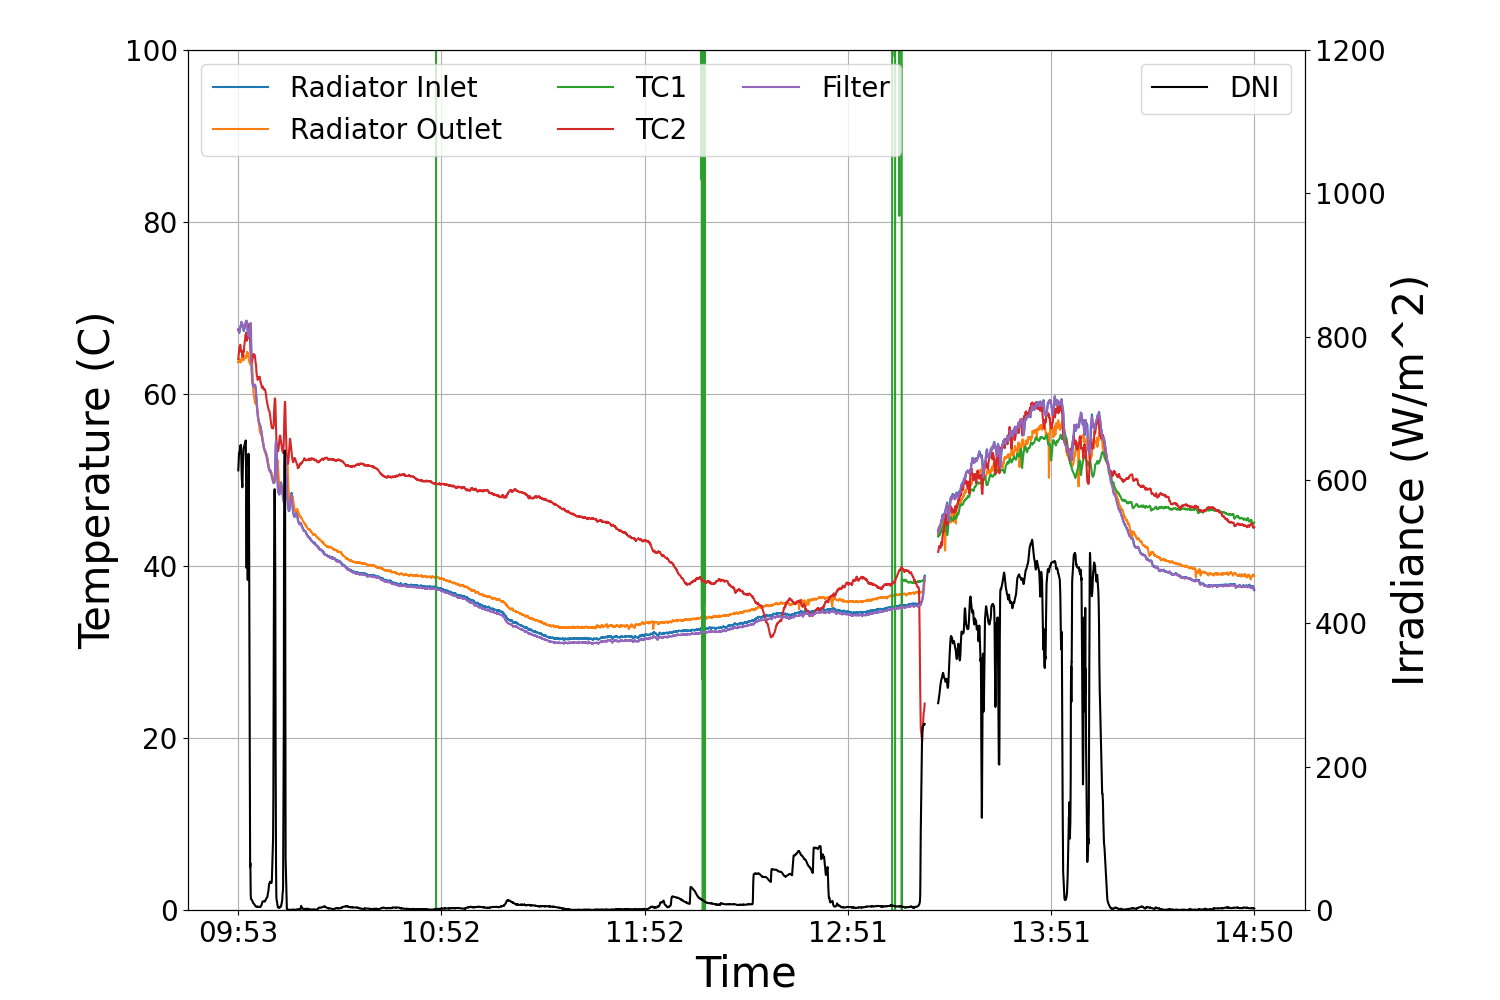 100
80
60
40
20
0
Temperature (C)
Radiator Inlet
Radiator Outlet
TC1
TC2
Filter
DNI
1200
1000
800
600
400
200
0
Irradiance (W/m^2)
09:53
10:52
11:52
12:51
13:51
14:50
Time